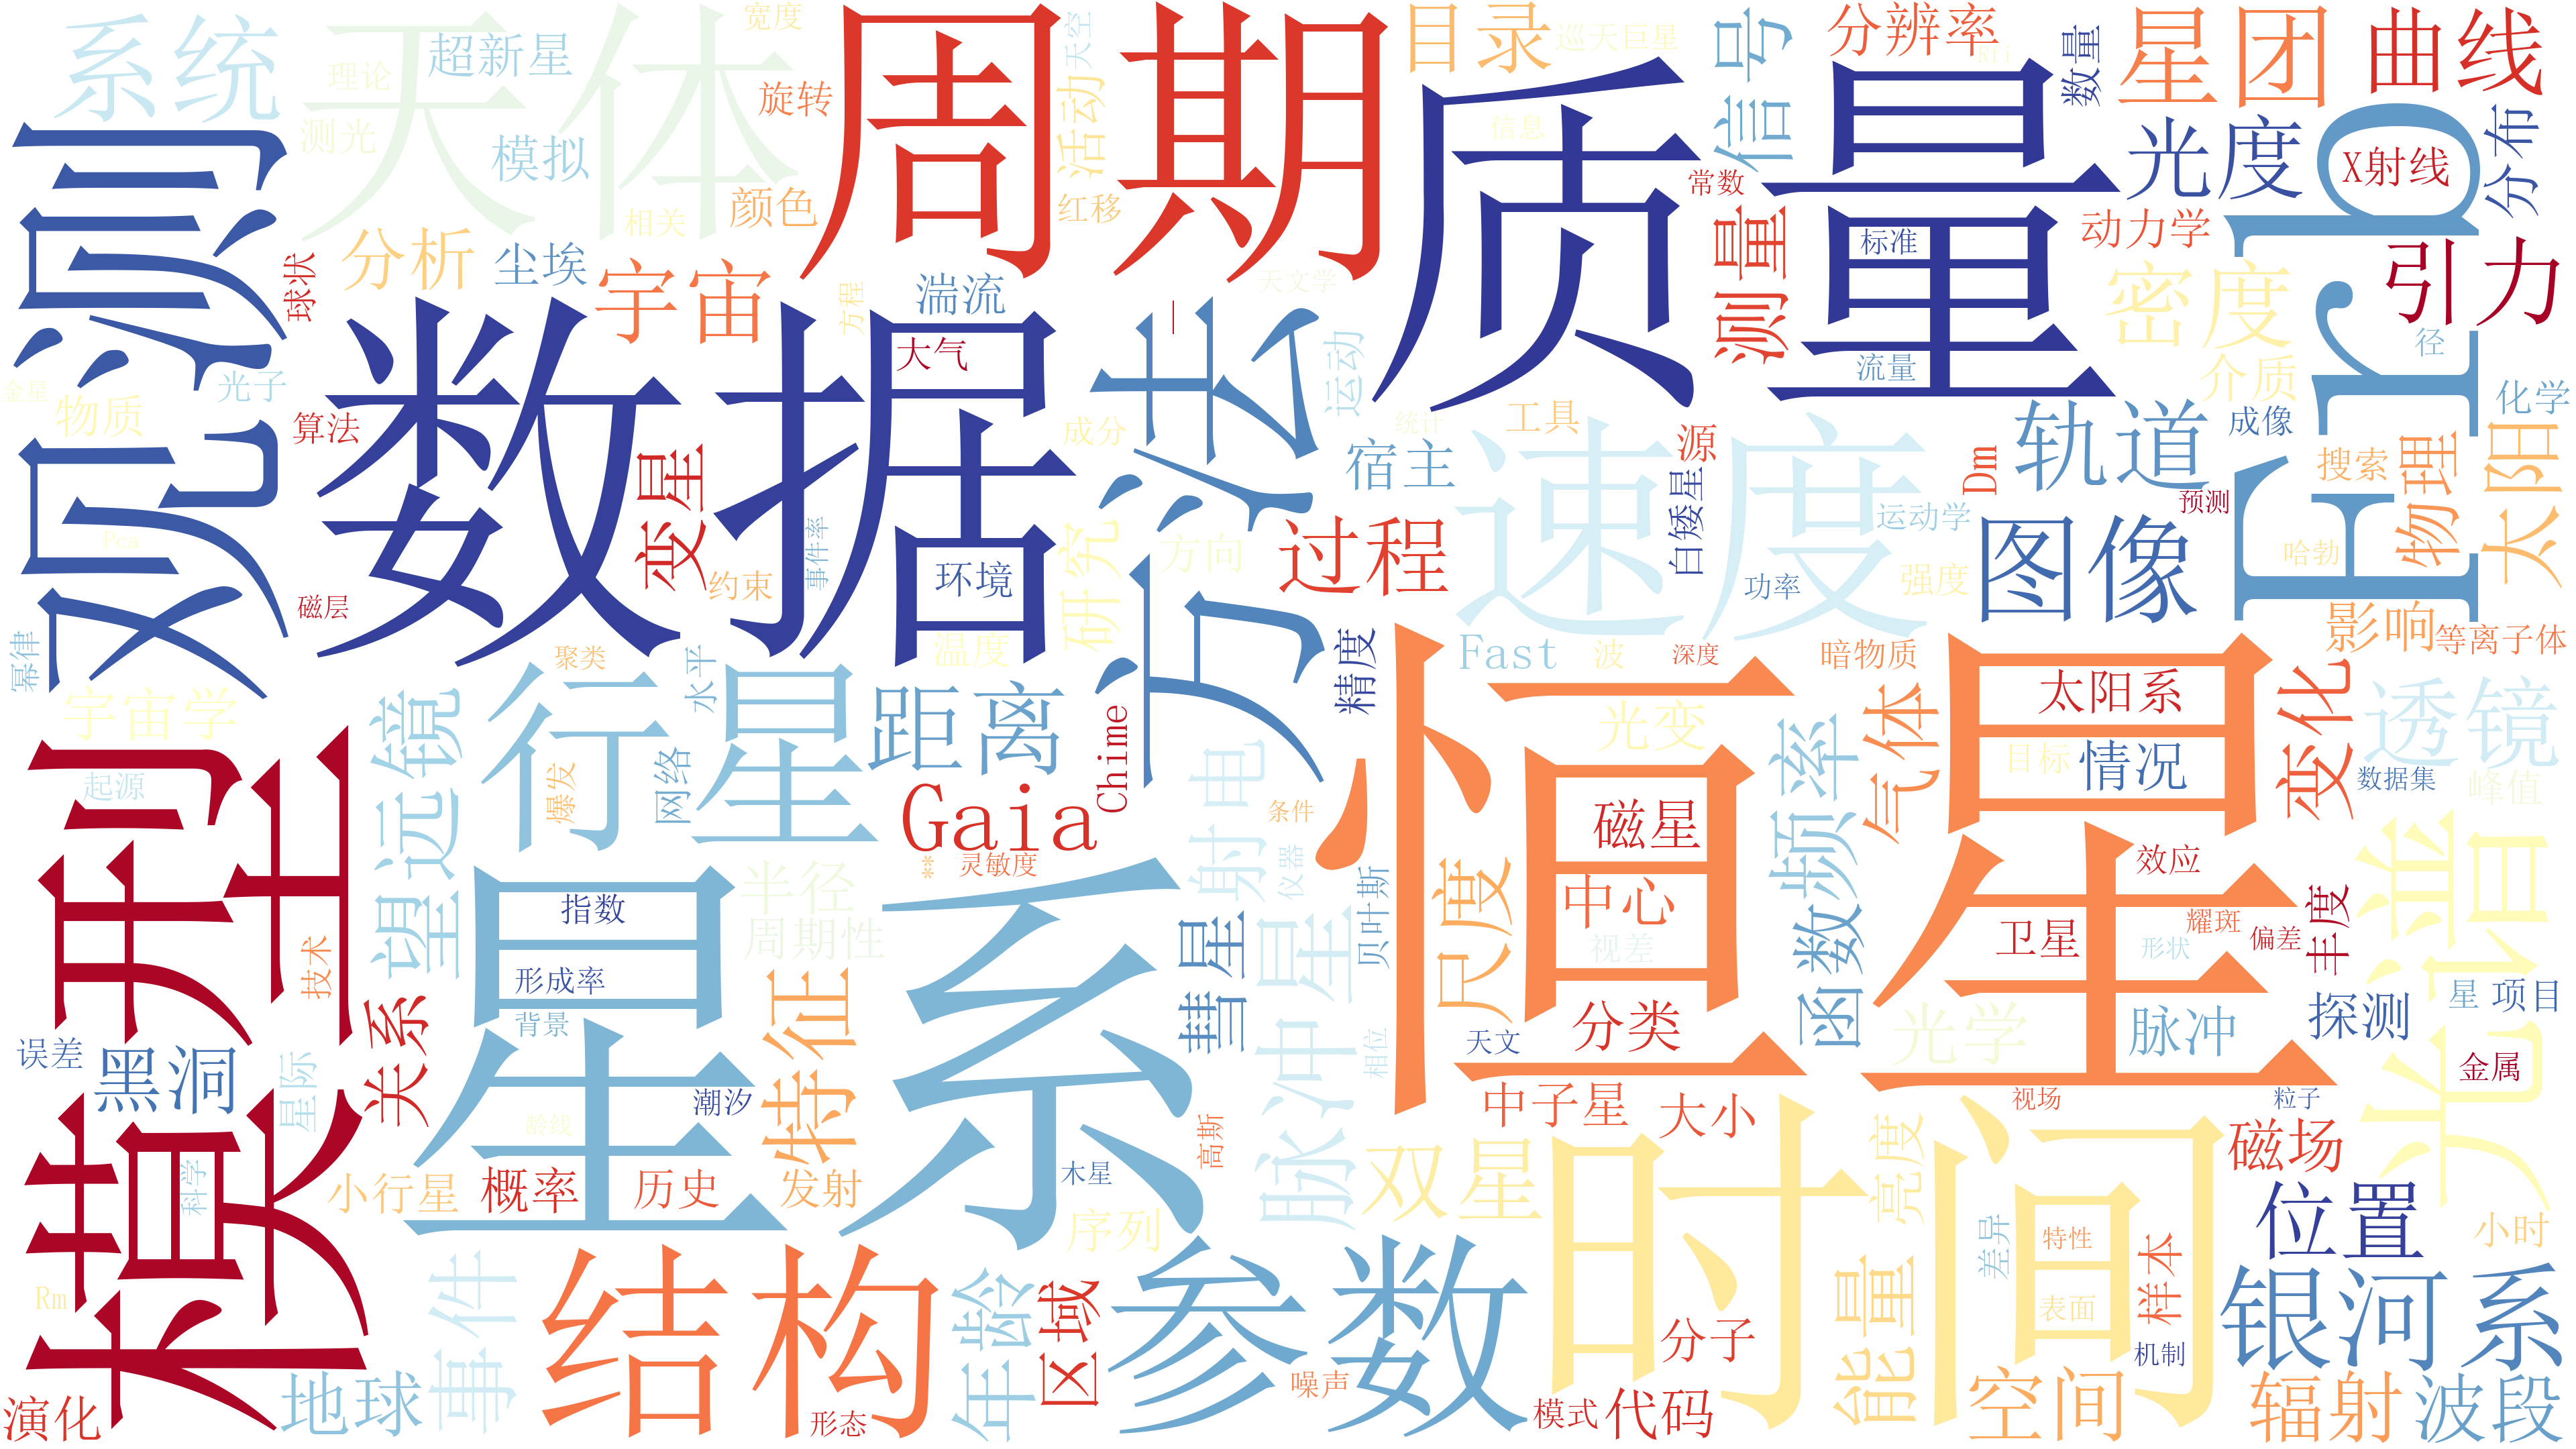 系统
天体
理论
超新星
宽度
旋转
周期
天空
活动
红移
目录
巡天巨星
信号
分辨率
数量
星团
曲线
观测
测光
模拟
相关
颜色
质量
信息
常数
测量
标准
流量
光度
动力学
密度
介质
Frb
X射线
分布
引力
径
化学
球状
分析
尘埃
宇宙
湍流
大气
方程
方法
天文学
运动
金星
物质
光子
算法
数据
变星
约束
事件率
环境
磁层
Pca
幂律
成分
研究
方向
宿主
统计
工具
速度
源
白矮星
Dm
运动学
功率
强度
轨道
图像
预测
成像
搜索
哈勃
物理
太阳
影响
等离子体
过程
精度
Fast
波
深度
暗物质
宇宙学
起源
模型
望远镜
行星
聚类
水平
爆发
网络
温度
距离
Gaia
Chime
**
灵敏度
射电
条件
仪器
恒星
光变
磁星
中心
视差
分类
尺度
贝叶斯
频率
气体
函数
太阳系
情况
目标
变化
数据集
透镜
峰值
光谱
效应
卫星
耀斑
形状
偏差
丰度
星
项目
探测
金属
脉冲
光学
视场
粒子
技术
误差
黑洞
关系
星际
科学
Rm
演化
地球
星系
指数
形成率
背景
潮汐
龄线
半径
周期性
特征
彗星
脉冲星
相位
天文
中子星
大小
小行星
概率
历史
发射
木星
高斯
序列
双星
时间
亮度
能量
差异
特性
表面
样本
机制
磁场
位置
小时
银河系
事件
结构
形态
年龄
区域
参数
噪声
模式
代码
分子
空间
辐射
波段
一